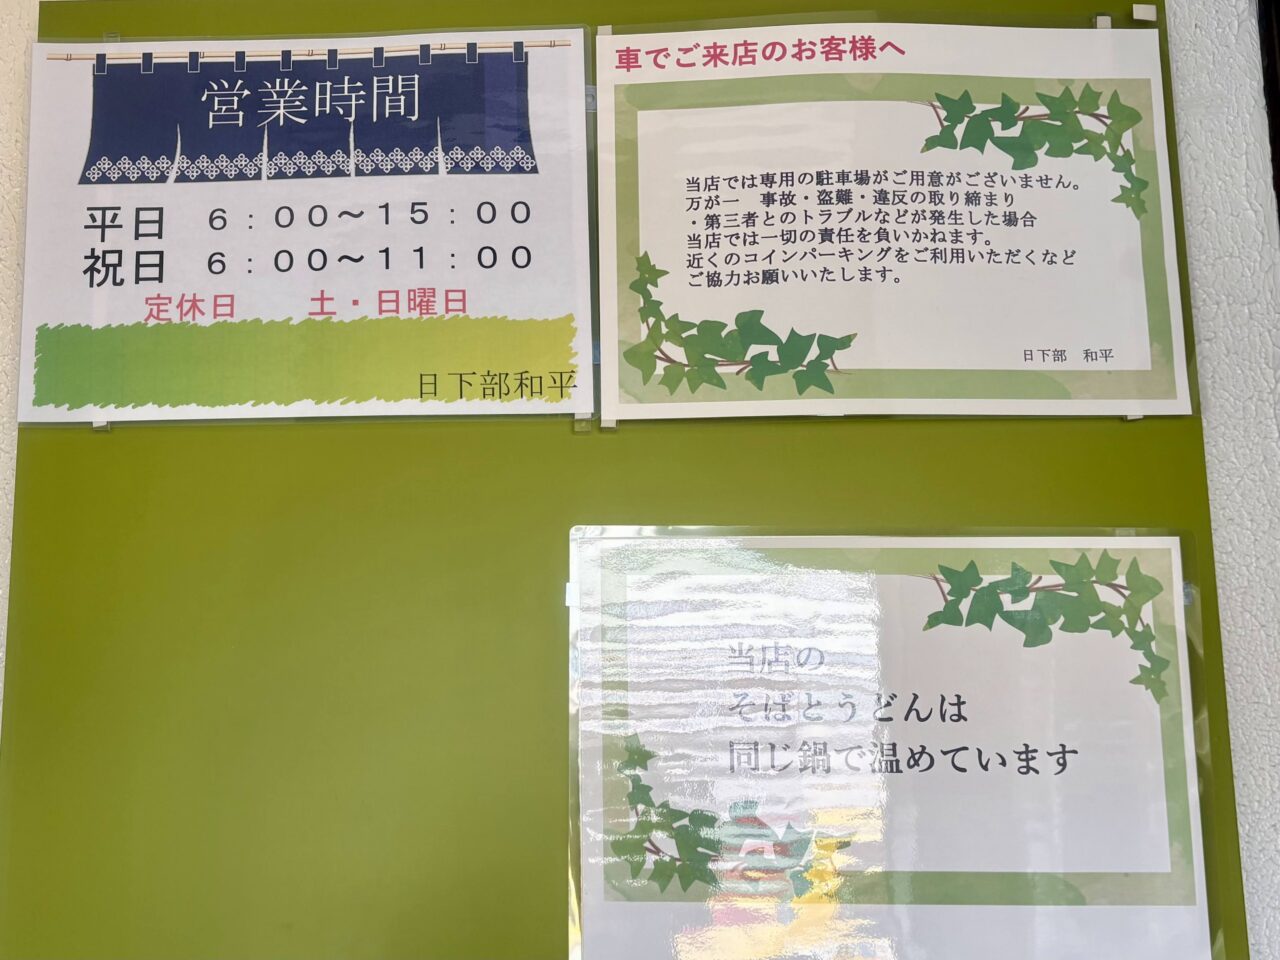 営業時間
平日 ６：００～１５：００
祝日 ６：００～１１：００
定休日 土・日曜日
日下部和平
車でご来店のお客様へ
当店では専用の駐車場がご用意がございません。
万が一 事故・盗難・違反の取り締まり
・第三者とのトラブルなどが発生した場合
当店では一切の責任を負いかねます。
近くのコインパーキングをご利用いただくなど
ご協力お願いいたします。
日下部 和平
当店の
そばとうどんは
同じ鍋で温めています